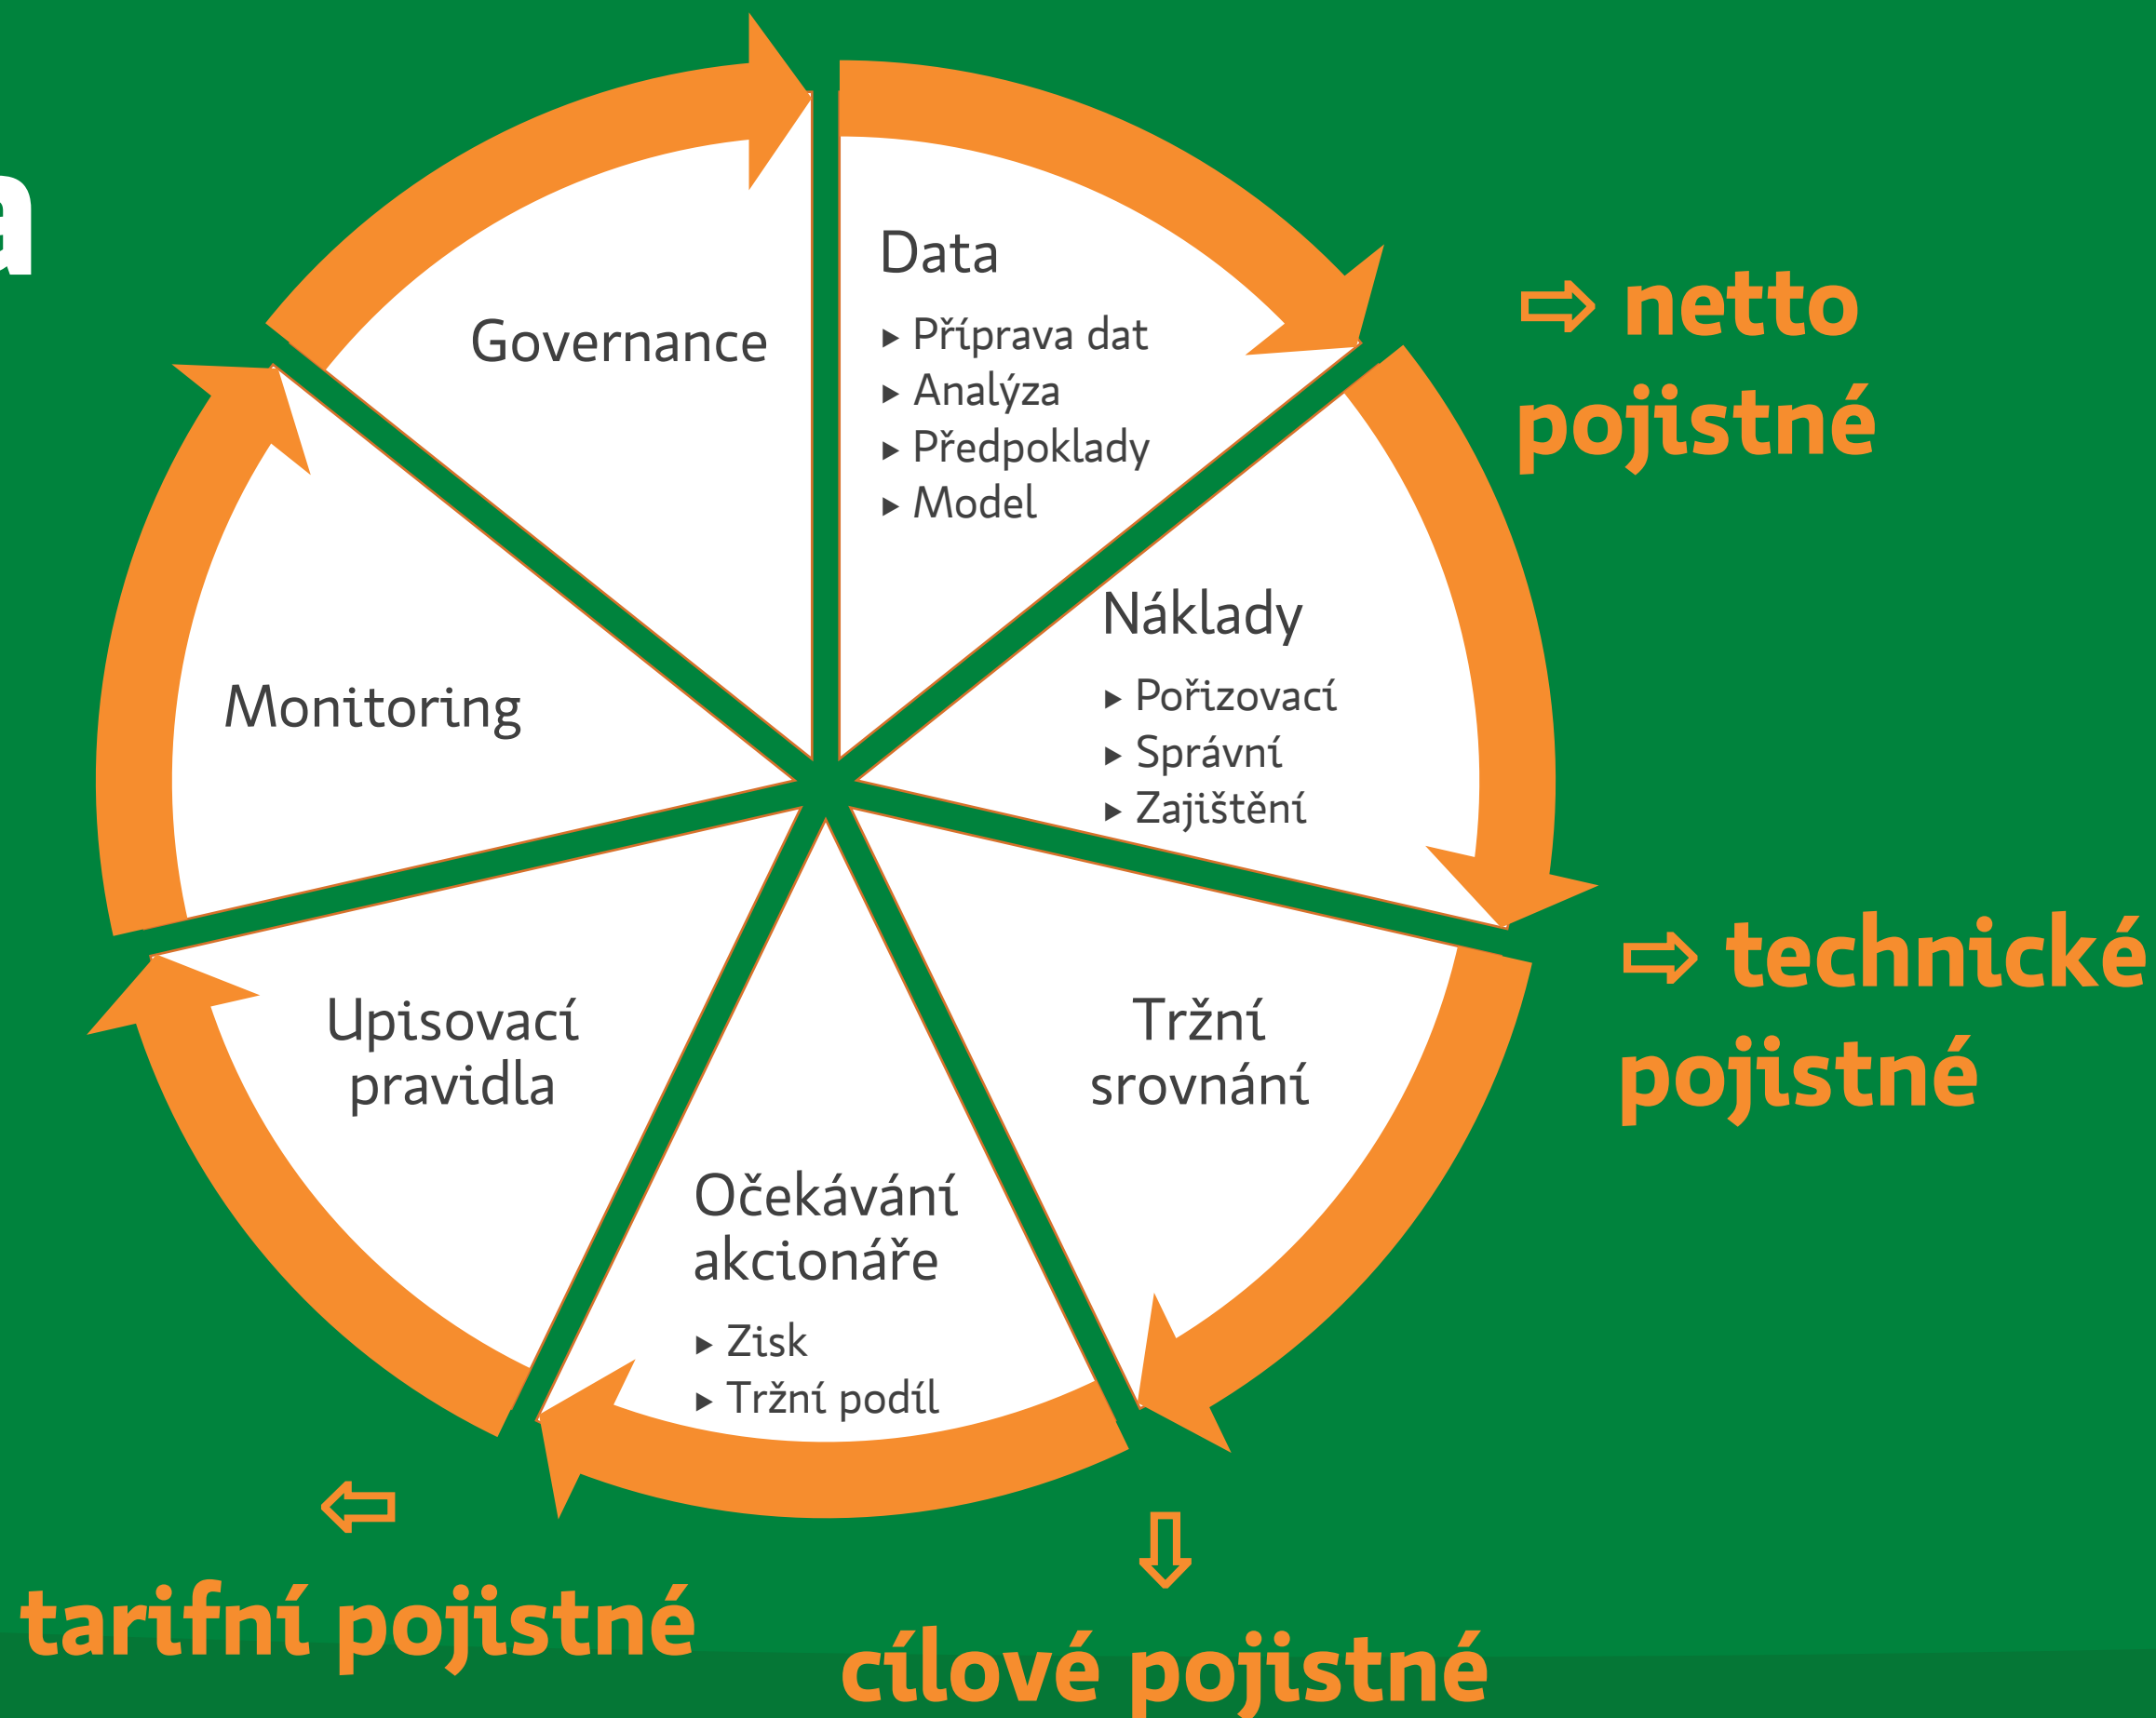 a
Data
▸ Příprava dat
▸ Analýza
▸ Předpoklady
▸ Model
⇨ netto
pojistné
Náklady
▸ Pořizovací
▸ Správní
▸ Zajištění
⇨ technické
pojistné
Tržní
srovnání
⇩
cílové pojistné
Očekávání
akcionáře
▸ Zisk
▸ Tržní podíl
⇦
tarifní pojistné
Upisovací
pravidla
Monitoring
Governance